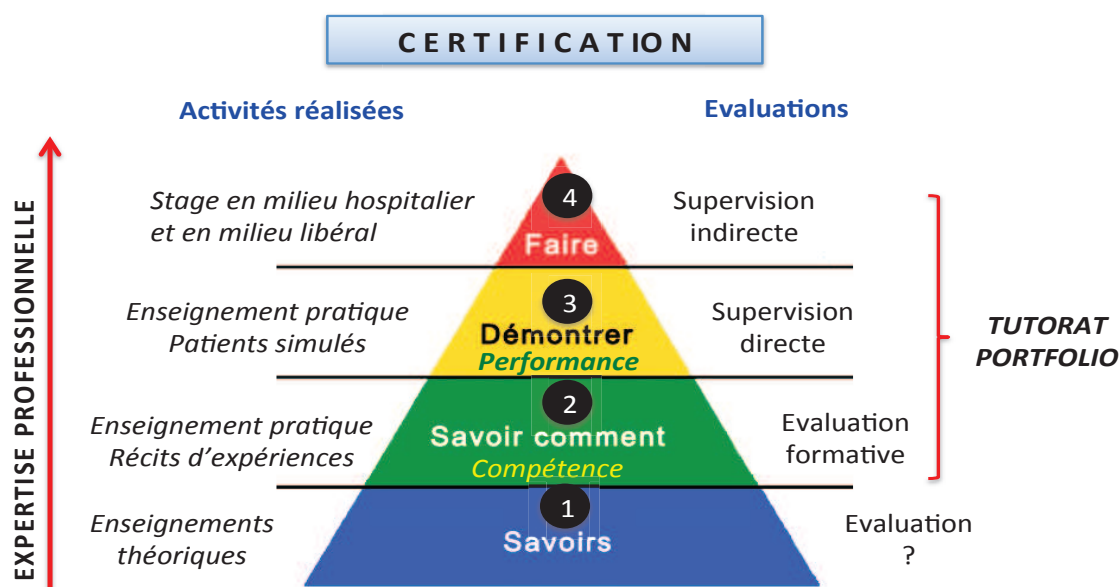 CERTIFICATION
Activités réalisées
Evaluations
EXPERTISE PROFESSIONNELLE
Stage en milieu hospitalier
et en milieu libéral
4
Faire
Supervision
indirecte
Enseignement pratique
Patients simulés
3
Démontrer
Performance
Supervision
directe
TUTORAT
PORTFOLIO
Enseignement pratique
Récits d'expériences
2
Savoir comment
Compétence
Evaluation
formative
Enseignements
théoriques
1
Savoirs
Evaluation
?